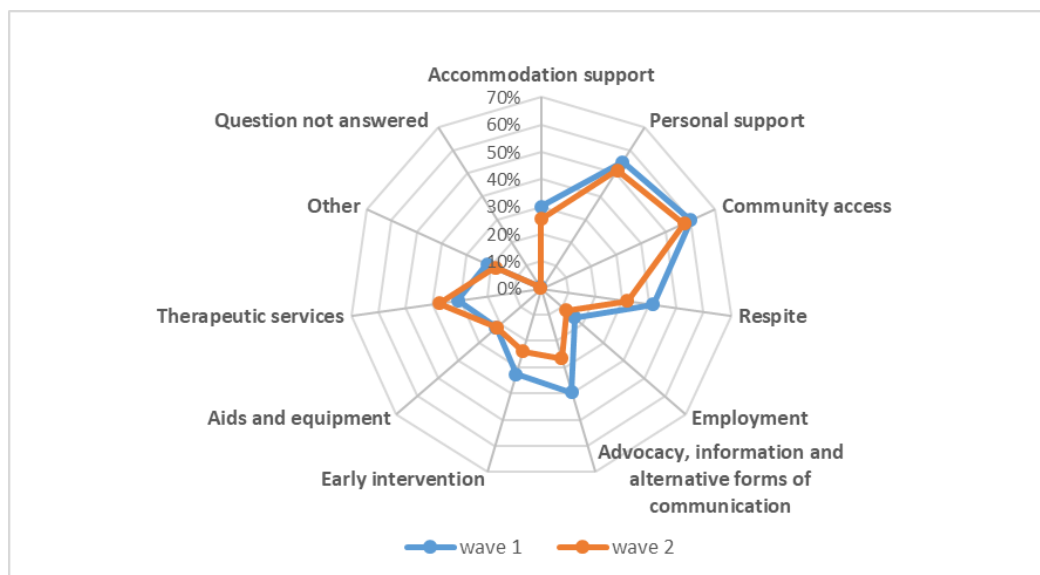 Accommodation support
70%
60%
50%
40%
30%
20%
10%
0%
Personal support
Community access
Respite
Employment
Advocacy, information and
alternative forms of
communication
Early intervention
Aids and equipment
Therapeutic services
Other
Question not answered
wave 1
wave 2